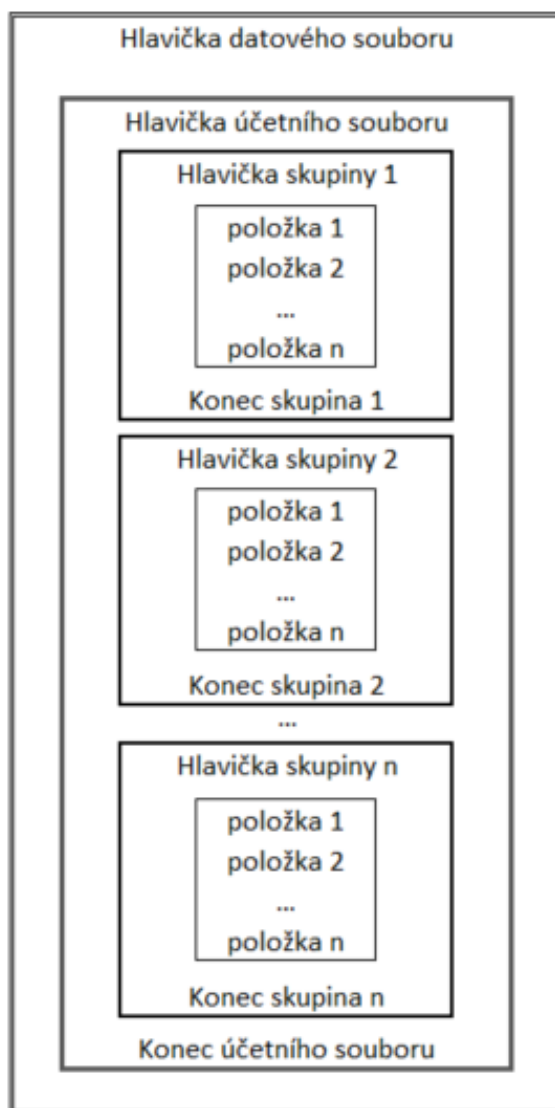 Hlavička datového souboru
Hlavička účetního souboru
Hlavička skupiny 1
položka 1
položka 2
...
položka n
Konec skupina 1
Hlavička skupiny 2
položka 1
položka 2
...
položka n
Konec skupina 2
...
Hlavička skupiny n
položka 1
položka 2
...
položka n
Konec skupina n
Konec účetního souboru